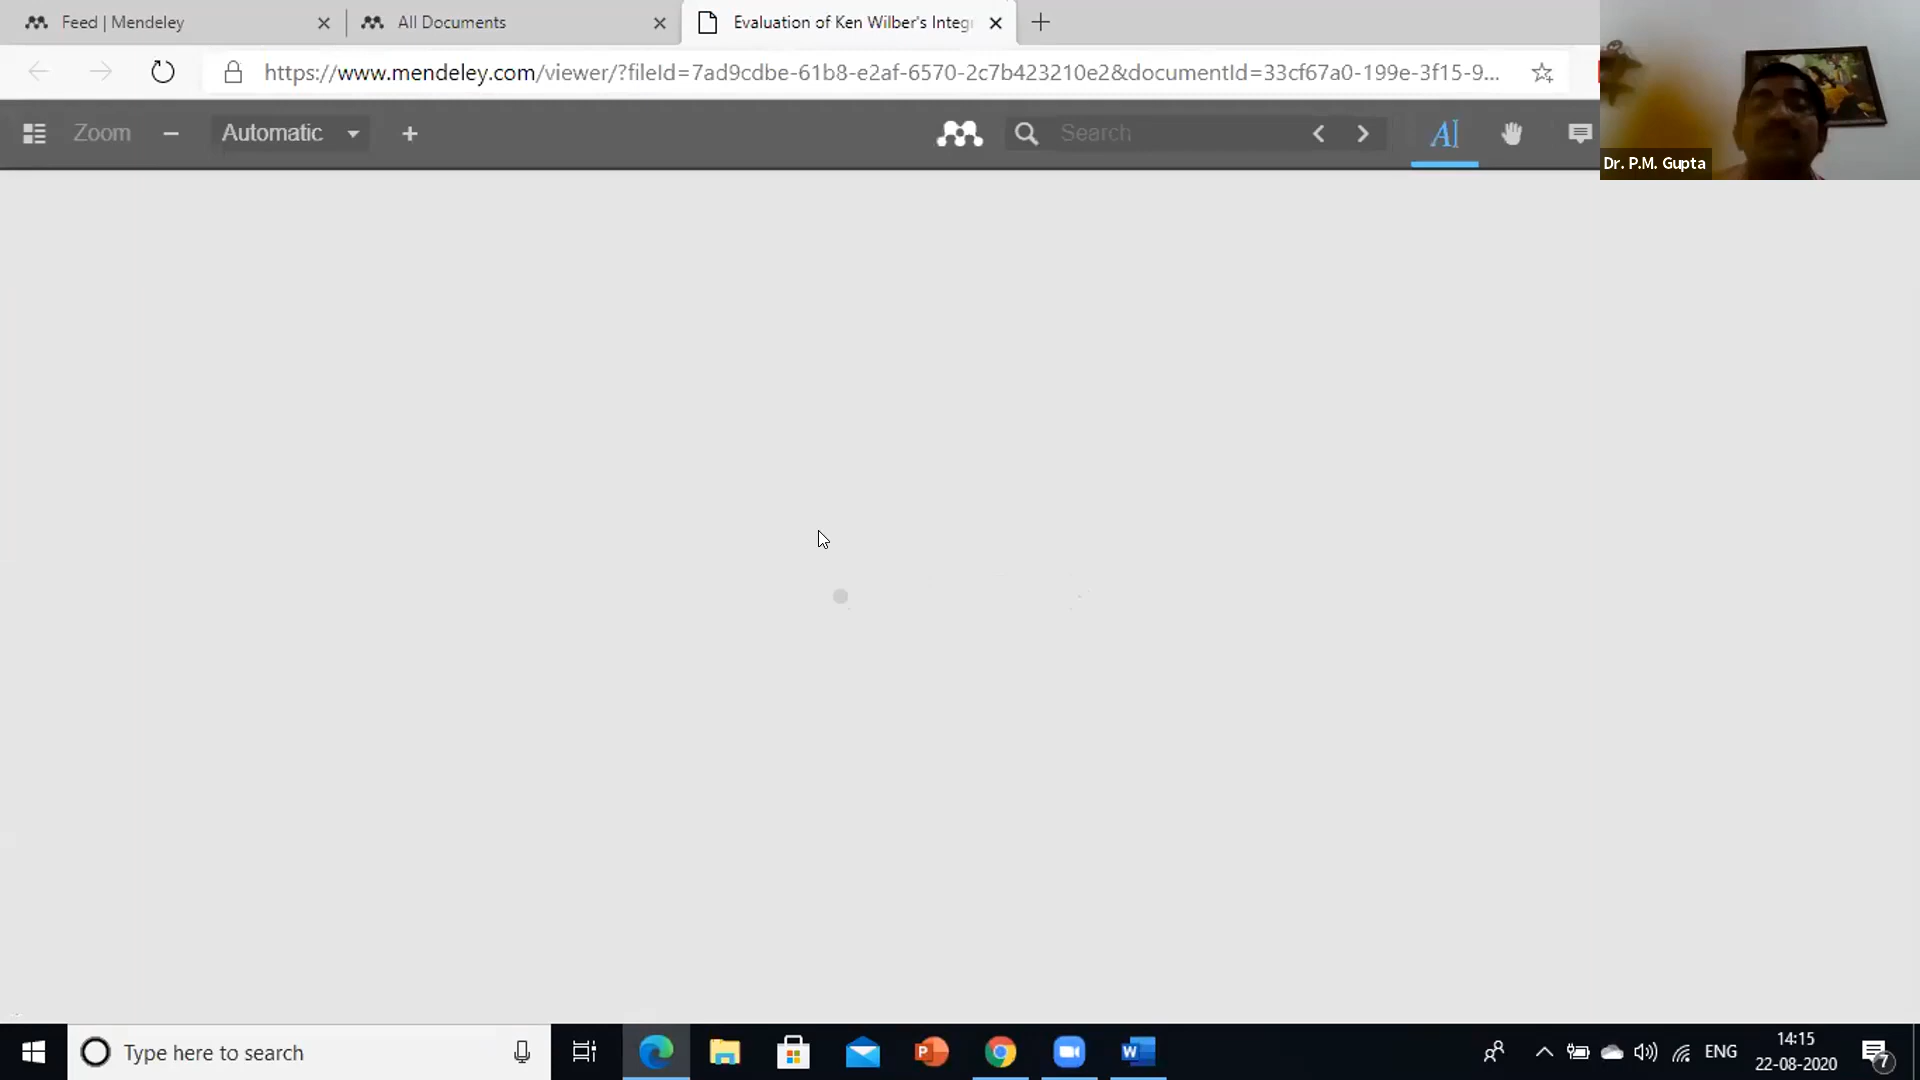 Feed | Mendeley
All Documents
Evaluation of Ken Wilber's Integ
https://www.mendeley.com/viewer/?fileId=7ad9cdbe-61b8-e2af-6570-2c7b423210e2&documentId=33cf67a0-199e-3f15-9...
Zoom
Automatic
Search
Dr. P.M. Gupta
Type here to search
ENG
14:15
22-08-2020
7